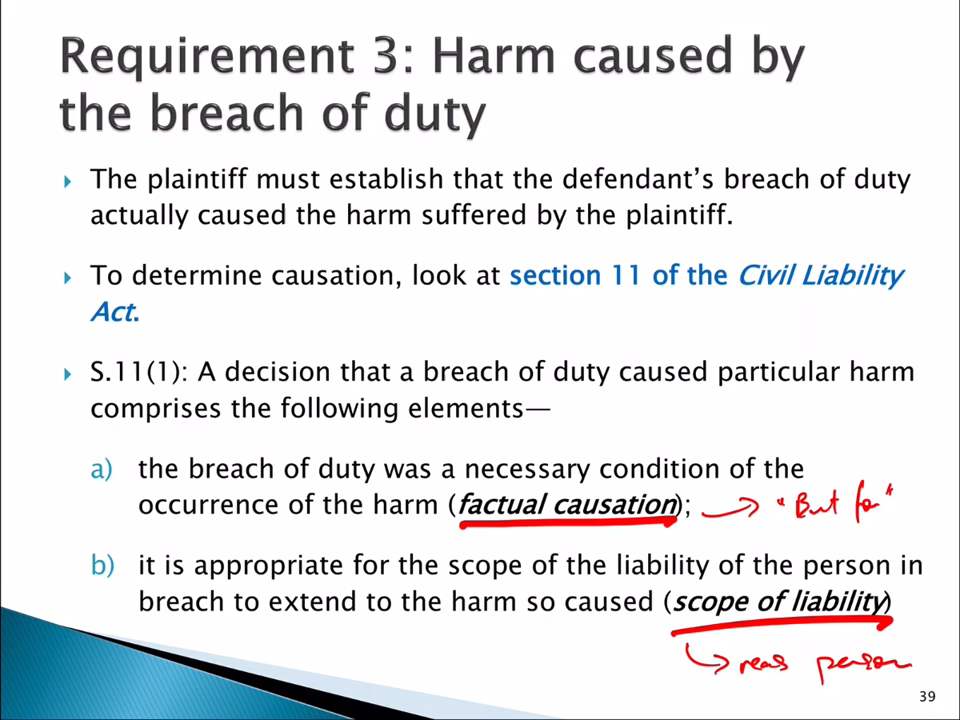 Requirement 3: Harm caused by
the breach of duty
The plaintiff must establish that the defendant's breach of duty
actually caused the harm suffered by the plaintiff.
To determine causation, look at section 11 of the Civil Liability
Act.
S.11(1): A decision that a breach of duty caused particular harm
comprises the following elements—
a) the breach of duty was a necessary condition of the
occurrence of the harm (factual causation); "But for"
b) it is appropriate for the scope of the liability of the person in
breach to extend to the harm so caused (scope of liability)
reas person
39